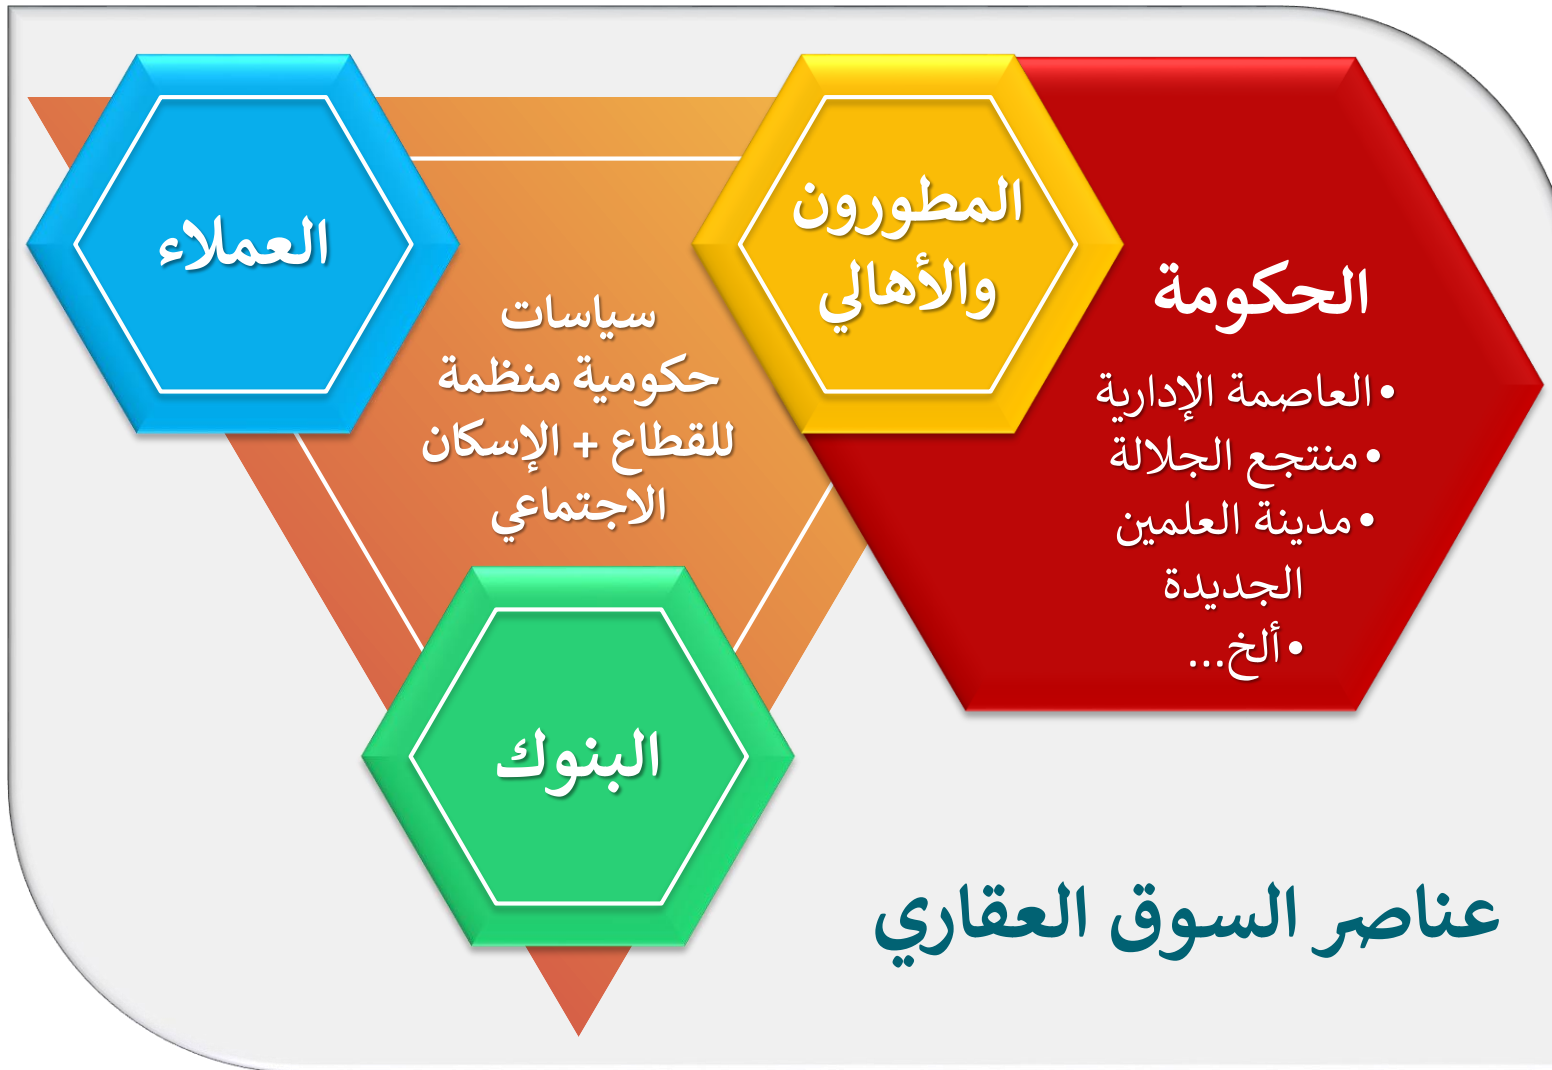 الحكومة
•العاصمة الإدارية
•منتجع الجلالة
•مدينة العلمين
الجديدة
•ألخ...
المطورون
والأهالي
العملاء
سياسات
حكومية منظمة
للقطاع + الإسكان
الاجتماعي
البنوك
عناصر السوق العقاري